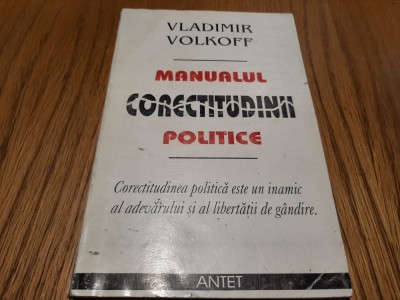 VLADIMIR
VOLKOFF
MANUALUL
CORECTITUDINII
POLITICE
Corectitudinea politică este un inamic
al adevărului și al libertății de gândire.
ANTET